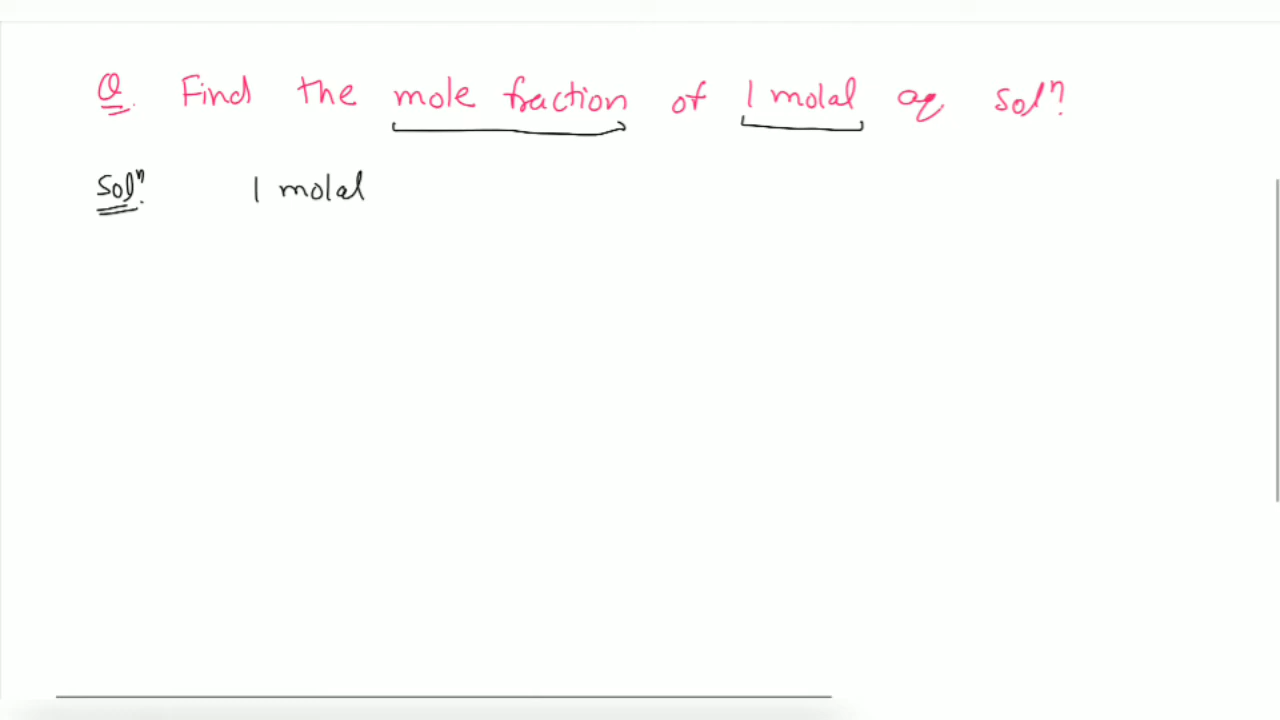 Q. Find the mole fraction of 1 molal aq solⁿ?
Solⁿ. 1 molal